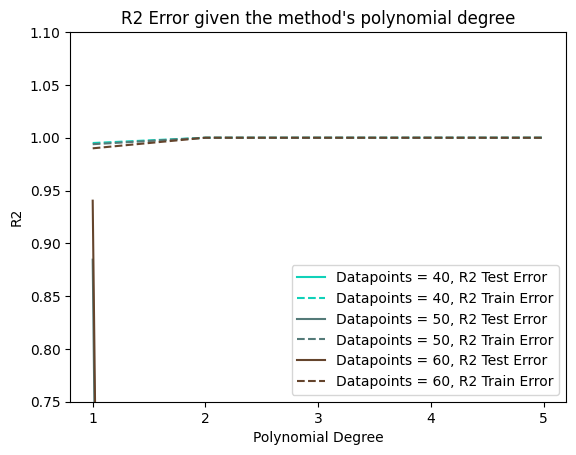 R2 Error given the method's polynomial degree
1.10
1.05
1.00
0.95
0.90
0.85
0.80
0.75
R2
Datapoints = 40, R2 Test Error
Datapoints = 40, R2 Train Error
Datapoints = 50, R2 Test Error
Datapoints = 50, R2 Train Error
Datapoints = 60, R2 Test Error
Datapoints = 60, R2 Train Error
1 2 3 4 5
Polynomial Degree